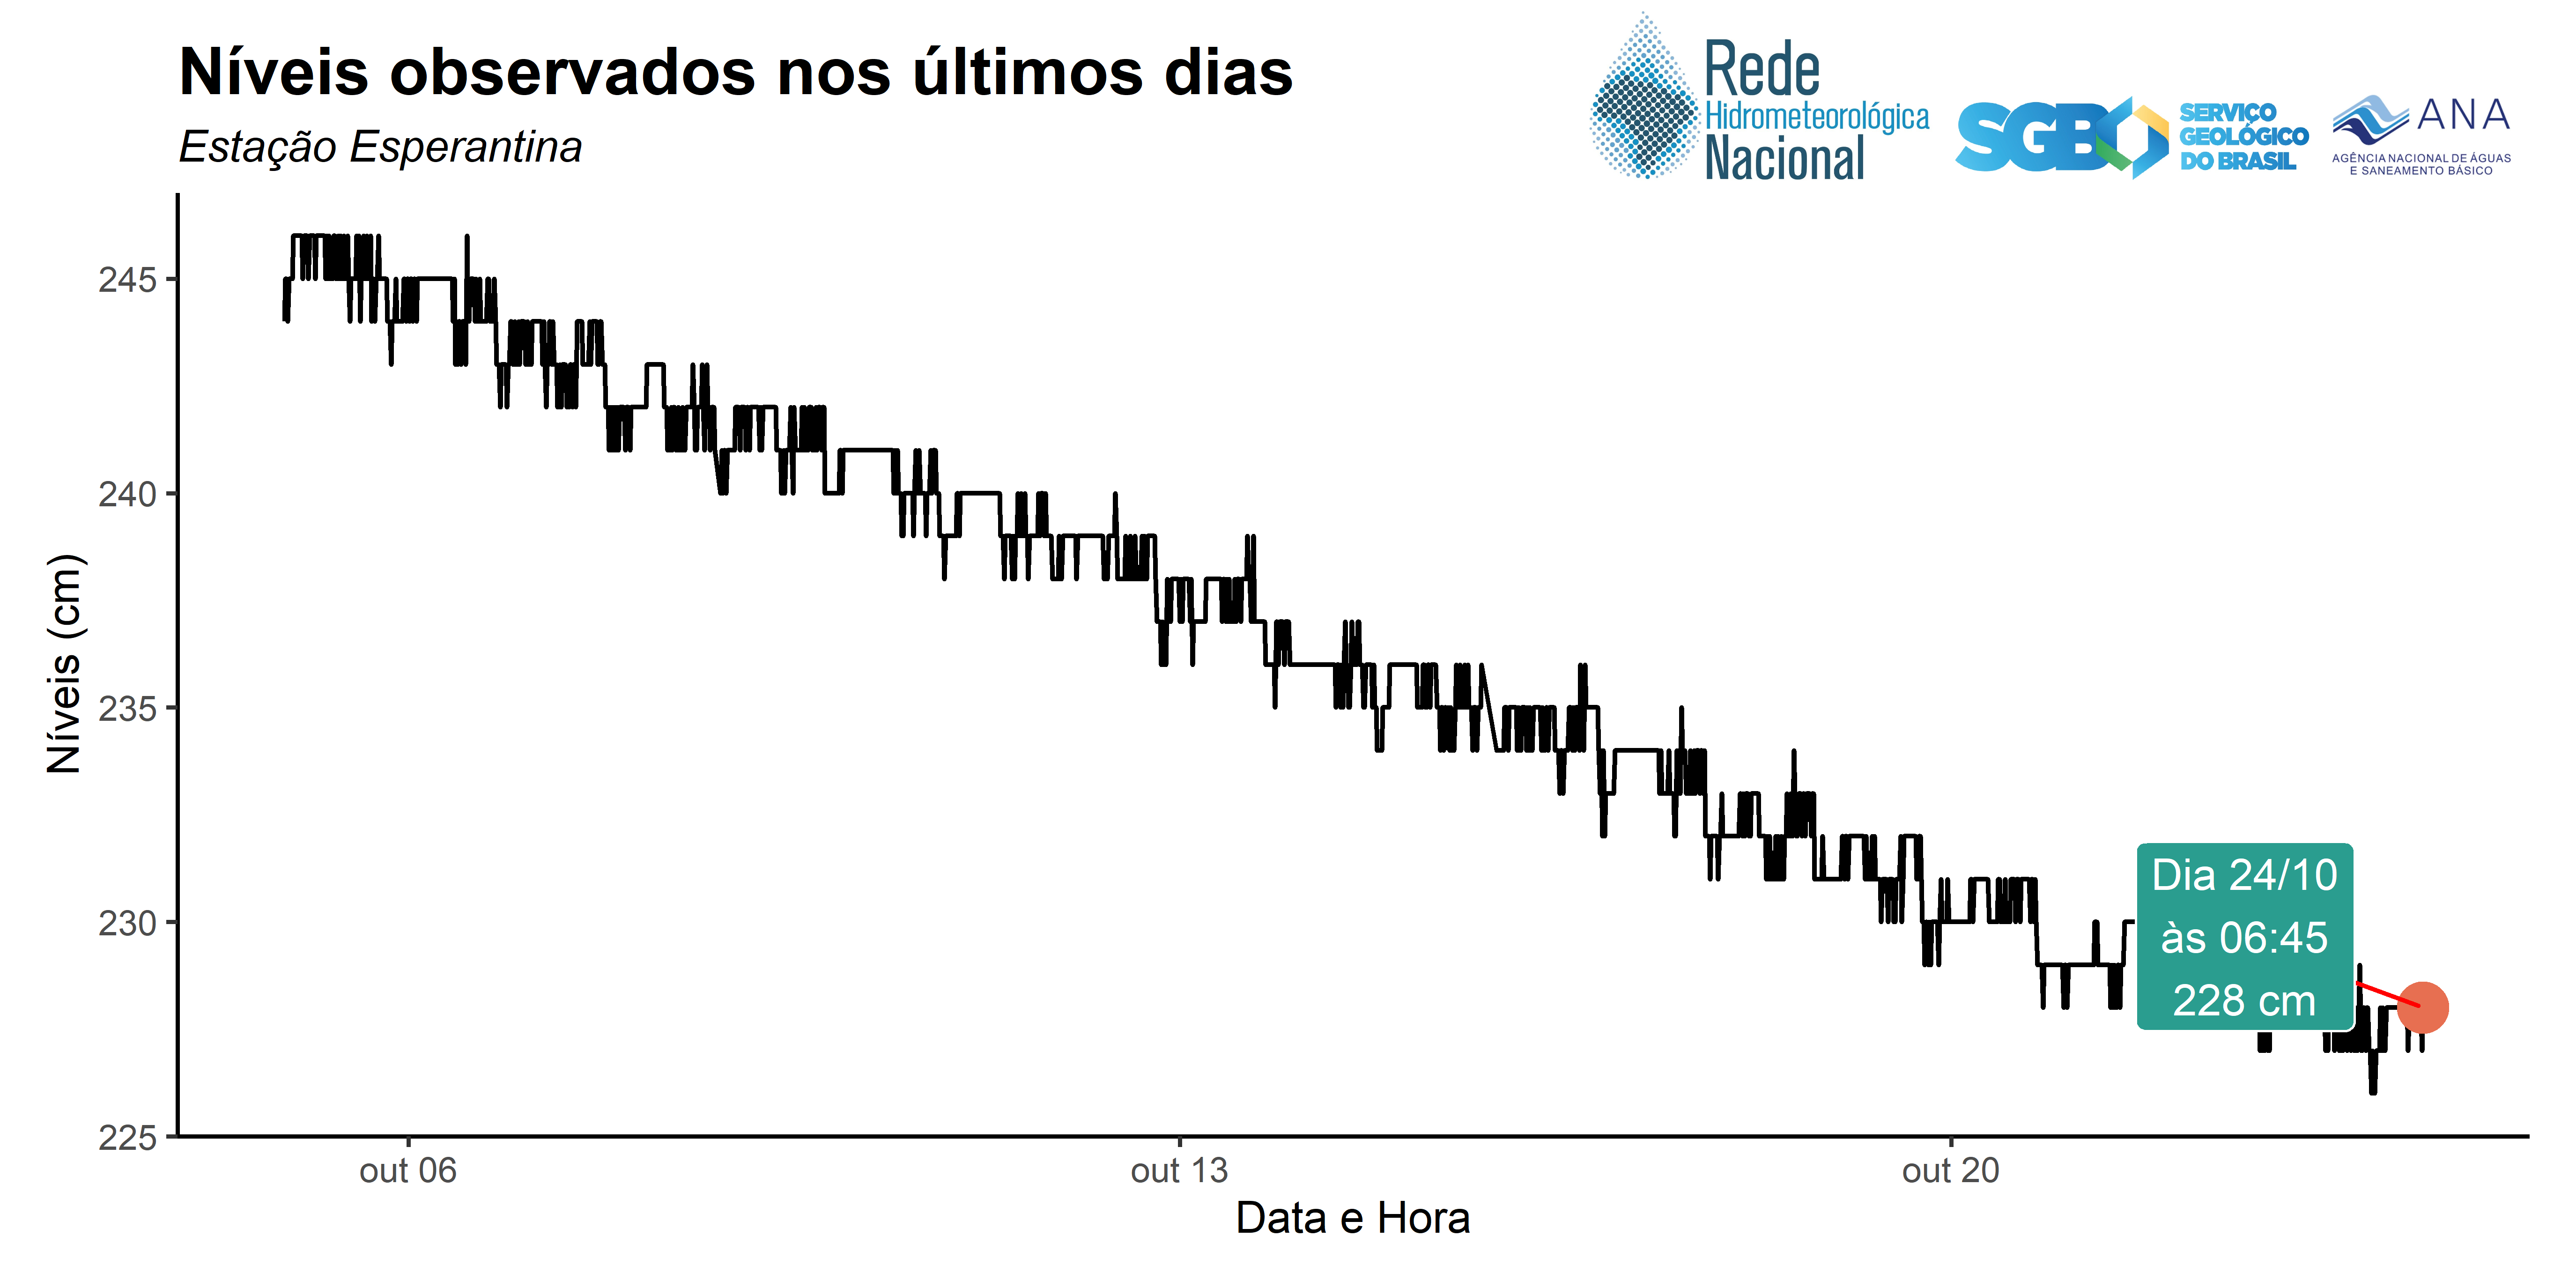 Níveis observados nos últimos dias
Estação Esperantina
Rede
Hidrometeorológica
Nacional
SGB
SERVIÇO
GEOLÓGICO
DO BRASIL
ANA
AGÊNCIA NACIONAL DE ÁGUAS
E SANEAMENTO BÁSICO
Níveis (cm)
245
240
235
230
225
Dia 24/10
às 06:45
228 cm
out 06
out 13
out 20
Data e Hora